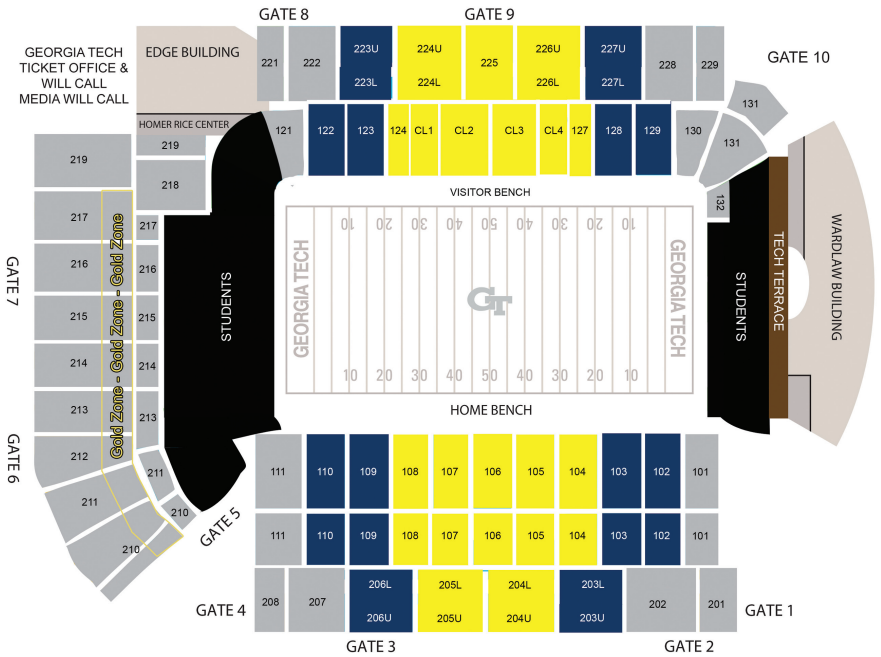 GATE 8
GATE 9
GEORGIA TECH
TICKET OFFICE &
WILL CALL
MEDIA WILL CALL
EDGE BUILDING
HOMER RICE CENTER
GATE 10
221
222
223U
223L
224U
224L
225
226U
226L
227U
227L
228
229
121
122
123
124
CL1
CL2
CL3
CL4
127
128
129
130
131
131
132
219
219
218
217
217
216
216
215
215
214
214
213
213
212
211
211
210
210
Gold Zone - Gold Zone - Gold Zone
GATE 7
GATE 6
GATE 5
STUDENTS
VISITOR BENCH
10 20 30 40 50 40 30 20 10
GEORGIA TECH
GT
GEORGIA TECH
10 20 30 40 50 40 30 20 10
HOME BENCH
STUDENTS
TECH TERRACE
WARDLAW BUILDING
111
110
109
108
107
106
105
104
103
102
101
111
110
109
108
107
106
105
104
103
102
101
208
207
206L
206U
205L
205U
204L
204U
203L
203U
202
201
GATE 4
GATE 3
GATE 2
GATE 1